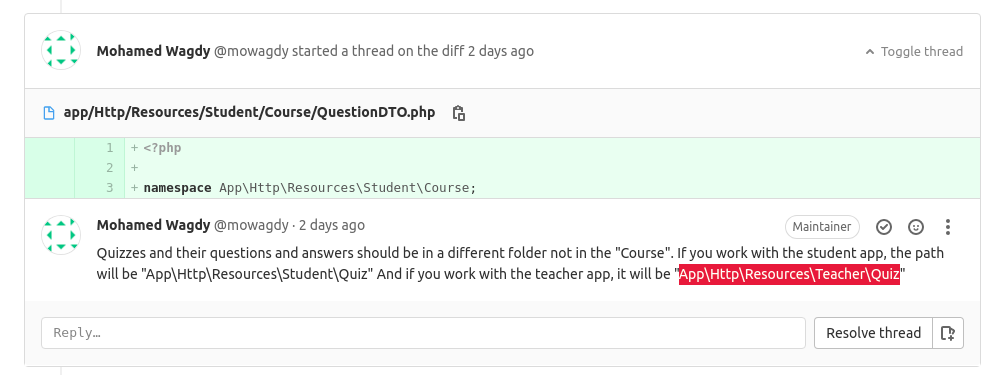 Mohamed Wagdy @mowagdy started a thread on the diff 2 days ago
Toggle thread
app/Http/Resources/Student/Course/QuestionDTO.php
1 + <?php
2 +
3 + namespace App\Http\Resources\Student\Course;
Mohamed Wagdy @mowagdy · 2 days ago
Maintainer
Quizzes and their questions and answers should be in a different folder not in the "Course". If you work with the student app, the path
will be "App\Http\Resources\Student\Quiz" And if you work with the teacher app, it will be "App\Http\Resources\Teacher\Quiz"
Reply…
Resolve thread